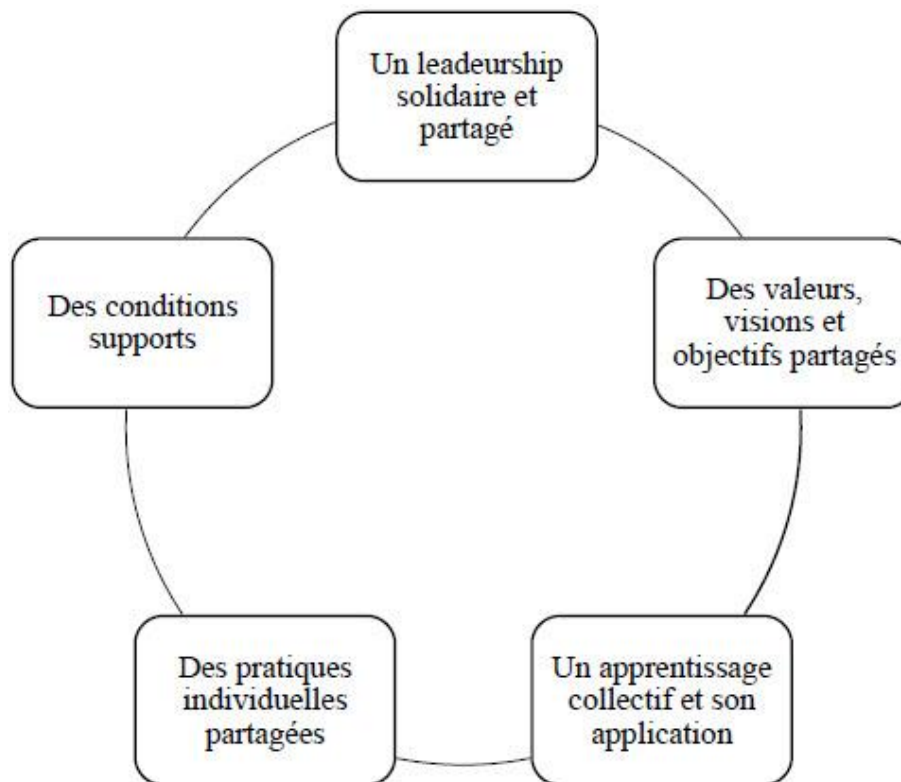 Un leadeurship
solidaire et
partagé
Des valeurs,
visions et
objectifs partagés
Un apprentissage
collectif et son
application
Des pratiques
individuelles
partagées
Des conditions
supports